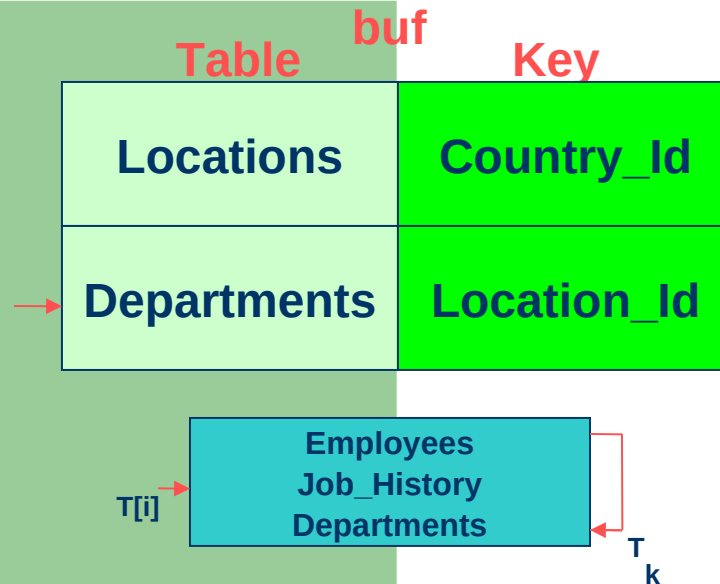 buf
Table Key
Locations Country_Id
Departments Location_Id
Employees
Job_History
Departments
T[i]
T
k